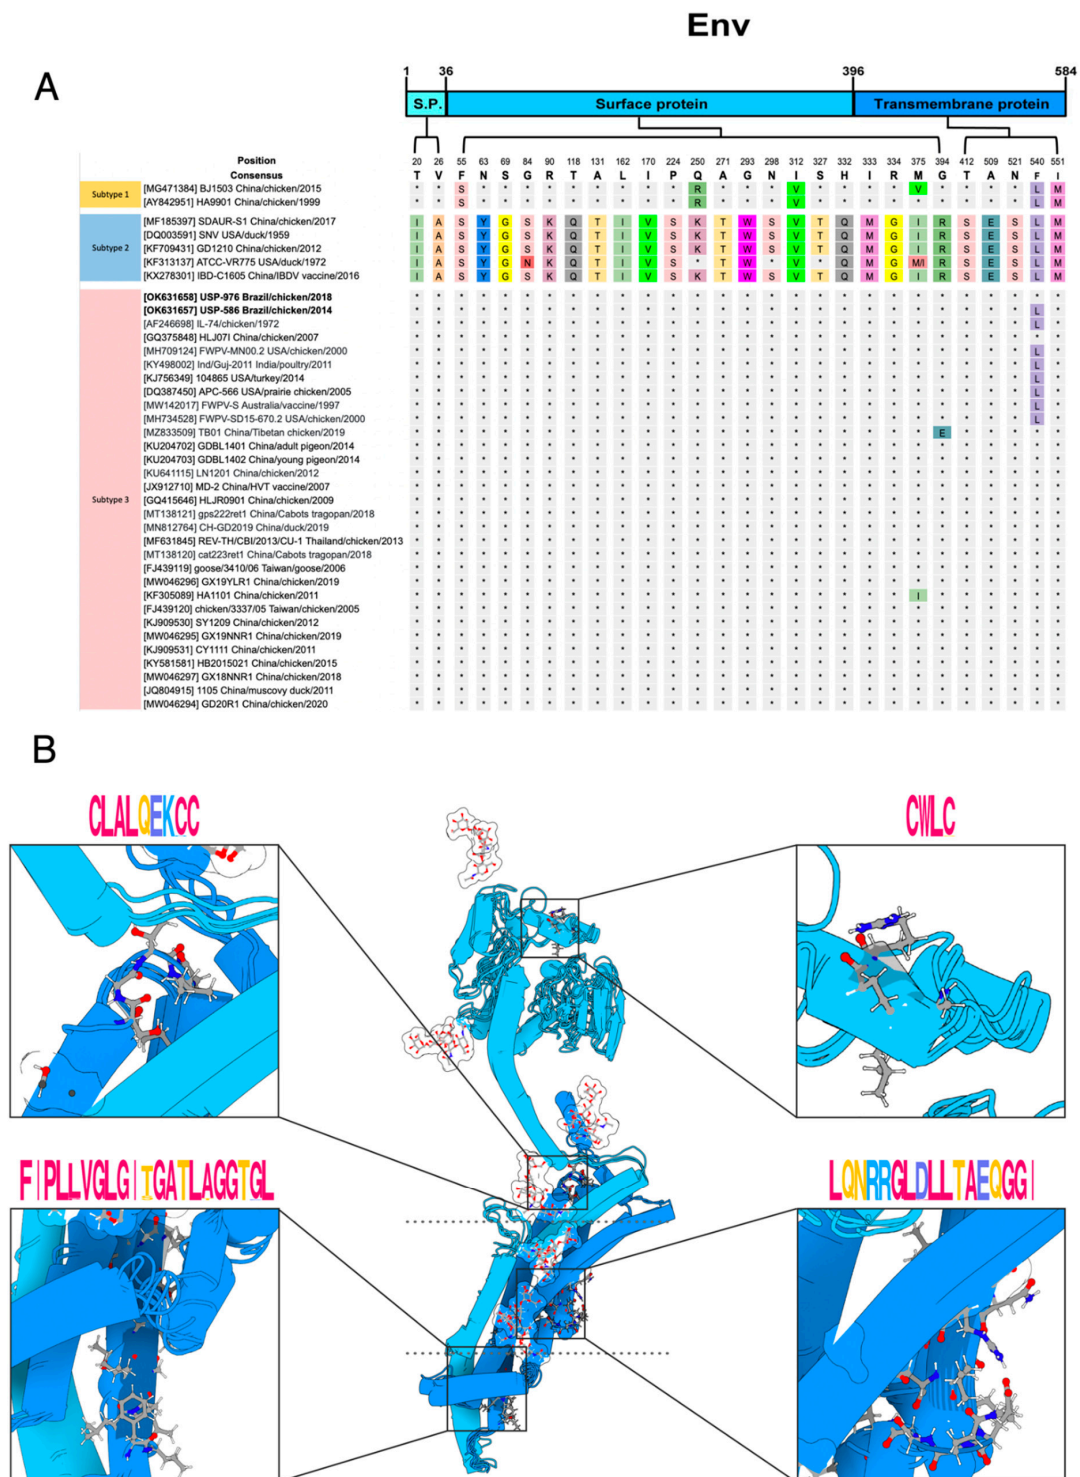 Env
A
1 36 396 584
S.P. Surface protein Transmembrane protein
Position 20 26 55 63 69 84 90 118 131 162 170 224 250 271 293 298 312 327 332 333 334 375 394 412 509 521 540 551
Consensus T V F N S G R T A L I P Q A G N I S H I R M G T A N F I
Subtype 1
[MG471384] BJ1503 China/chicken/2015 * * S * * * * * * * * * R * * * V * * * * V * * * * L M
[AY842951] HA9901 China/chicken/1999 * * S * * * * * * * * * R * * * V * * * * * * * * * L M
Subtype 2
[MF185397] SDAUR-S1 China/chicken/2017 I A S Y G S K Q T I V S K T W S V T Q M G I R S E S L M
[DQ003591] SNV USA/duck/1959 I A S Y G S K Q T I V S K T W S V T Q M G I R S E S L M
[KF709431] GD1210 China/chicken/2012 I A S Y G S K Q T I V S K T W S V T Q M G I R S E S L M
[KF313137] ATCC-VR775 USA/duck/1972 I A S Y G N K Q T I V S * T W * V * Q M G M/I R S E S L M
[KX278301] IBD-C1605 China/IBDV vaccine/2016 I A S Y G S K Q T I V S K T W S V T Q M G I R S E S L M
Subtype 3
[OK631658] USP-976 Brazil/chicken/2018 * * * * * * * * * * * * * * * * * * * * * * * * * * * *
[OK631657] USP-586 Brazil/chicken/2014 * * * * * * * * * * * * * * * * * * * * * * * * * * L *
[AF246698] IL-74/chicken/1972 * * * * * * * * * * * * * * * * * * * * * * * * * * L *
[GQ375848] HLJ07I China/chicken/2007 * * * * * * * * * * * * * * * * * * * * * * * * * * * *
[MH709124] FWPV-MN00.2 USA/chicken/2000 * * * * * * * * * * * * * * * * * * * * * * * * * * L *
[KY498002] Ind/Guj-2011 India/poultry/2011 * * * * * * * * * * * * * * * * * * * * * * * * * * L *
[KJ756349] 104865 USA/turkey/2014 * * * * * * * * * * * * * * * * * * * * * * * * * * L *
[DQ387450] APC-566 USA/prairie chicken/2005 * * * * * * * * * * * * * * * * * * * * * * * * * * L *
[MW142017] FWPV-S Australia/vaccine/1997 * * * * * * * * * * * * * * * * * * * * * * * * * * L *
[MH734528] FWPV-SD15-670.2 USA/chicken/2000 * * * * * * * * * * * * * * * * * * * * * * * * * * L *
[MZ833509] TB01 China/Tibetan chicken/2019 * * * * * * * * * * * * * * * * * * * * * * E * * * * *
[KU204702] GDBL1401 China/adult pigeon/2014 * * * * * * * * * * * * * * * * * * * * * * * * * * * *
[KU204703] GDBL1402 China/young pigeon/2014 * * * * * * * * * * * * * * * * * * * * * * * * * * * *
[KU641115] LN1201 China/chicken/2012 * * * * * * * * * * * * * * * * * * * * * * * * * * * *
[JX912710] MD-2 China/HVT vaccine/2007 * * * * * * * * * * * * * * * * * * * * * * * * * * * *
[GQ415646] HLJR0901 China/chicken/2009 * * * * * * * * * * * * * * * * * * * * * * * * * * * *
[MT138121] gps222ret1 China/Cabots tragopan/2018 * * * * * * * * * * * * * * * * * * * * * * * * * * * *
[MN812764] CH-GD2019 China/duck/2019 * * * * * * * * * * * * * * * * * * * * * * * * * * * *
[MF631845] REV-TH/CBI/2013/CU-1 Thailand/chicken/2013 * * * * * * * * * * * * * * * * * * * * * * * * * * * *
[MT138120] cat223ret1 China/Cabots tragopan/2018 * * * * * * * * * * * * * * * * * * * * * * * * * * * *
[FJ439119] goose/3410/06 Taiwan/goose/2006 * * * * * * * * * * * * * * * * * * * * * * * * * * * *
[MW046296] GX19YLR1 China/chicken/2019 * * * * * * * * * * * * * * * * * * * * * * * * * * * *
[KF305089] HA1101 China/chicken/2011 * * * * * * * * * * * * * * * * * * * * * I * * * * * *
[FJ439120] chicken/3337/05 Taiwan/chicken/2005 * * * * * * * * * * * * * * * * * * * * * * * * * * * *
[KJ909530] SY1209 China/chicken/2012 * * * * * * * * * * * * * * * * * * * * * * * * * * * *
[MW046295] GX19NNR1 China/chicken/2019 * * * * * * * * * * * * * * * * * * * * * * * * * * * *
[KJ909531] CY1111 China/chicken/2011 * * * * * * * * * * * * * * * * * * * * * * * * * * * *
[KY581581] HB2015021 China/chicken/2015 * * * * * * * * * * * * * * * * * * * * * * * * * * * *
[MW046297] GX18NNR1 China/chicken/2018 * * * * * * * * * * * * * * * * * * * * * * * * * * * *
[JQ804915] 1105 China/muscovy duck/2011 * * * * * * * * * * * * * * * * * * * * * * * * * * * *
[MW046294] GD20R1 China/chicken/2020 * * * * * * * * * * * * * * * * * * * * * * * * * * * *
B
CLALQEKCC
CWLC
FIPLLVGLGITGATLAGGTGL
LQNRRGLDLLTAEQGGI